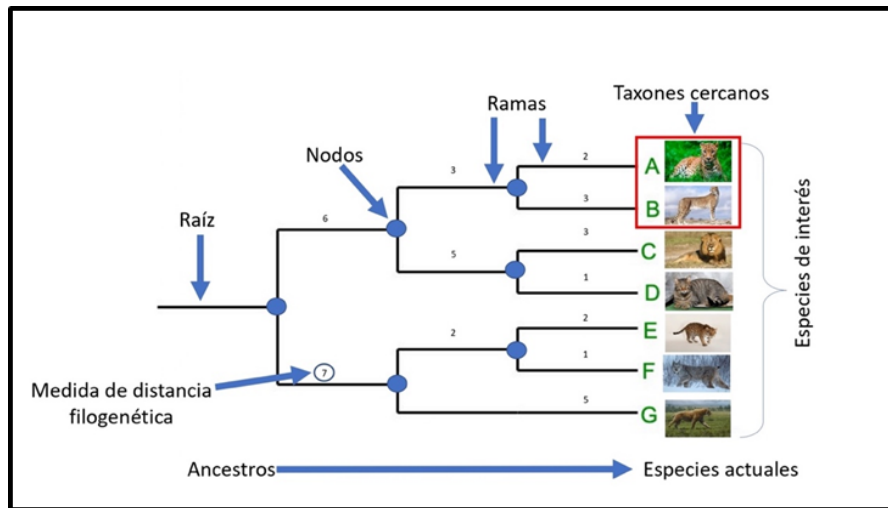 Taxones cercanos
Ramas
Nodos
Raíz
3
2
A
3
B
6
3
C
5
1
D
2
2
E
1
F
7
5
G
Medida de distancia
filogenética
Especies de interés
Ancestros
Especies actuales